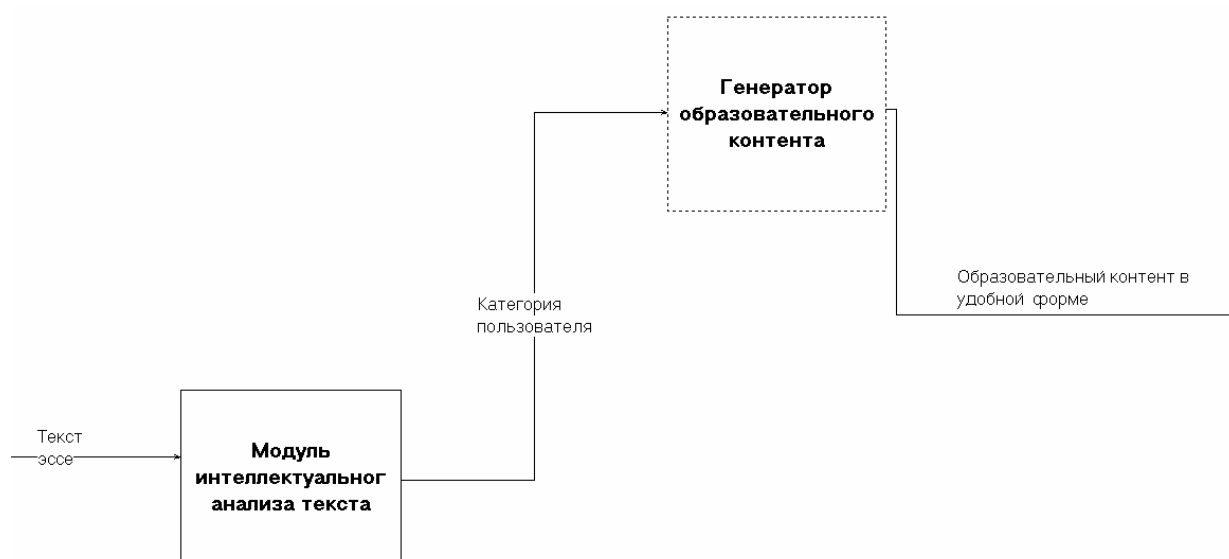 Генератор
образовательного
контента
Образовательный контент в
удобной форме
Категория
пользователя
Текст
эссе
Модуль
интеллектуальног
анализа текста